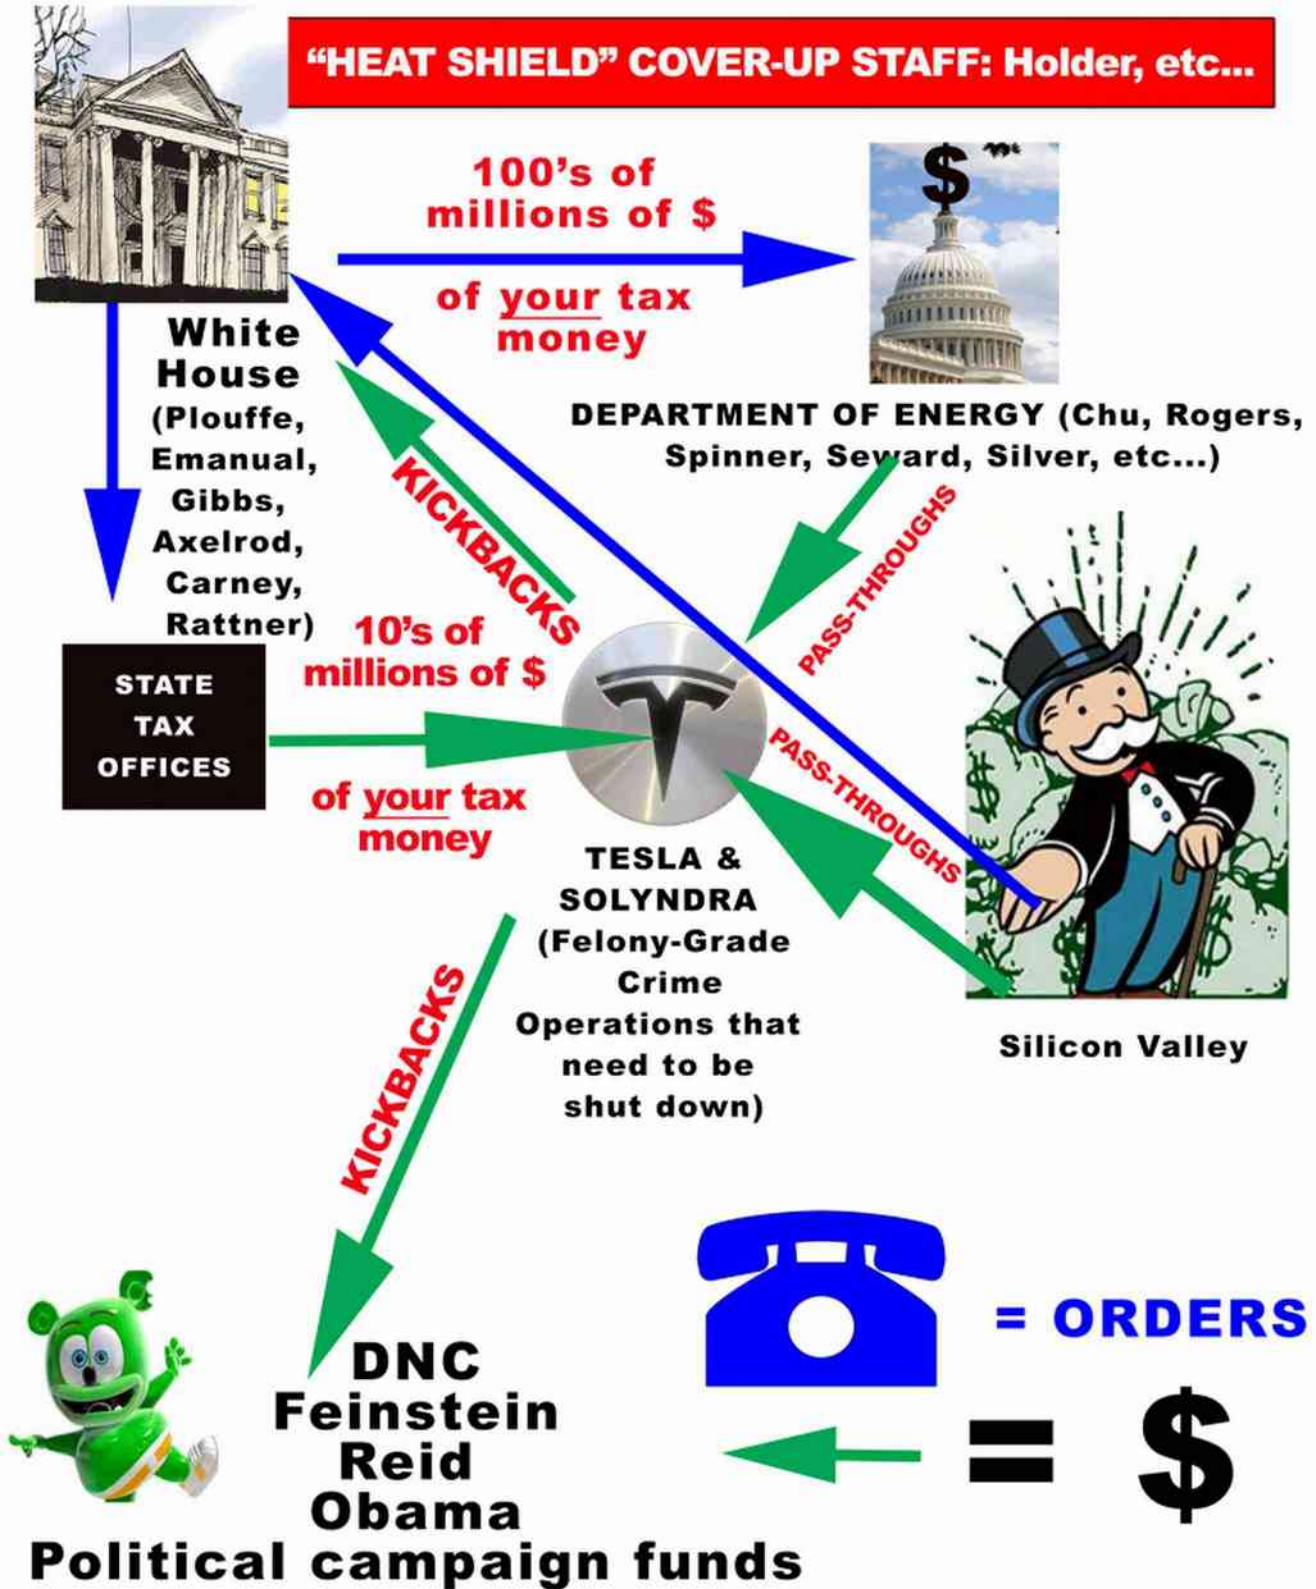 “HEAT SHIELD” COVER-UP STAFF: Holder, etc...
100’s of
millions of $
of your tax
money
$
White
House
(Plouffe,
Emanual,
Gibbs,
Axelrod,
Carney,
Rattner)
DEPARTMENT OF ENERGY (Chu, Rogers,
Spinner, Seward, Silver, etc...)
KICKBACKS
PASS-THROUGHS
STATE
TAX
OFFICES
10’s of
millions of $
of your tax
money
PASS-THROUGHS
TESLA &
SOLYNDRA
(Felony-Grade
Crime
Operations that
need to be
shut down)
Silicon Valley
KICKBACKS
DNC
Feinstein
Reid
Obama
Political campaign funds
= ORDERS
= $